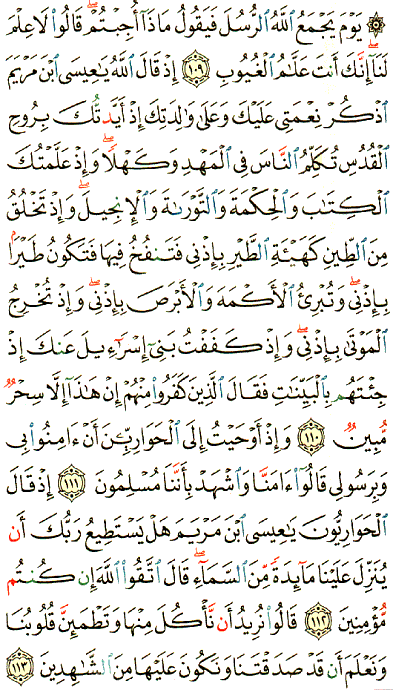 ۞ يَوْمَ يَجْمَعُ ٱللَّهُ ٱلرُّسُلَ فَيَقُولُ مَاذَآ أُجِبْتُمْ ۖ قَالُوا۟ لَا عِلْمَ
لَنَآ ۖ إِنَّكَ أَنتَ عَلَّٰمُ ٱلْغُيُوبِ ١٠٩ إِذْ قَالَ ٱللَّهُ يَٰعِيسَى ٱبْنَ مَرْيَمَ
ٱذْكُرْ نِعْمَتِى عَلَيْكَ وَعَلَىٰ وَٰلِدَتِكَ إِذْ أَيَّدتُّكَ بِرُوحِ
ٱلْقُدُسِ تُكَلِّمُ ٱلنَّاسَ فِى ٱلْمَهْدِ وَكَهْلًا ۖ وَإِذْ عَلَّمْتُكَ
ٱلْكِتَٰبَ وَٱلْحِكْمَةَ وَٱلتَّوْرَىٰةَ وَٱلْإِنجِيلَ ۖ وَإِذْ تَخْلُقُ
مِنَ ٱلطِّينِ كَهَيْـَٔةِ ٱلطَّيْرِ بِإِذْنِى فَتَنفُخُ فِيهَا فَتَكُونُ طَيْرًۢا
بِإِذْنِى ۖ وَتُبْرِئُ ٱلْأَكْمَهَ وَٱلْأَبْرَصَ بِإِذْنِى ۖ وَإِذْ تُخْرِجُ
ٱلْمَوْتَىٰ بِإِذْنِى ۖ وَإِذْ كَفَفْتُ بَنِىٓ إِسْرَٰٓءِيلَ عَنكَ إِذْ
جِئْتَهُم بِٱلْبَيِّنَٰتِ فَقَالَ ٱلَّذِينَ كَفَرُوا۟ مِنْهُمْ إِنْ هَٰذَآ إِلَّا سِحْرٌ
مُّبِينٌ ١١٠ وَإِذْ أَوْحَيْتُ إِلَى ٱلْحَوَارِيِّـۧنَ أَنْ ءَامِنُوا۟ بِى
وَبِرَسُولِى قَالُوٓا۟ ءَامَنَّا وَٱشْهَدْ بِأَنَّنَا مُسْلِمُونَ ١١١ إِذْ قَالَ
ٱلْحَوَارِيُّونَ يَٰعِيسَى ٱبْنَ مَرْيَمَ هَلْ يَسْتَطِيعُ رَبُّكَ أَن
يُنَزِّلَ عَلَيْنَا مَآئِدَةً مِّنَ ٱلسَّمَآءِ ۖ قَالَ ٱتَّقُوا۟ ٱللَّهَ إِن كُنتُم
مُّؤْمِنِينَ ١١٢ قَالُوا۟ نُرِيدُ أَن نَّأْكُلَ مِنْهَا وَتَطْمَئِنَّ قُلُوبُنَا
وَنَعْلَمَ أَن قَدْ صَدَقْتَنَا وَنَكُونَ عَلَيْهَا مِنَ ٱلشَّٰهِدِينَ ١١٣